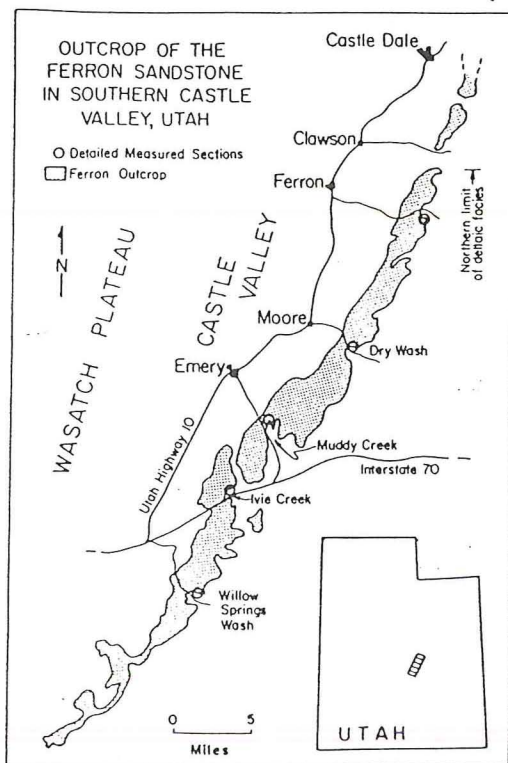 OUTCROP OF THE
FERRON SANDSTONE
IN SOUTHERN CASTLE
VALLEY, UTAH
Detailed Measured Sections
Ferron Outcrop
N
WASATCH PLATEAU
CASTLE VALLEY
Castle Dale
Clawson
Ferron
Northern limit
of deltaic facies
Moore
Dry Wash
Emery
Utah Highway 10
Muddy Creek
Interstate 70
Ivie Creek
Willow
Springs
Wash
0 5
Miles
UTAH